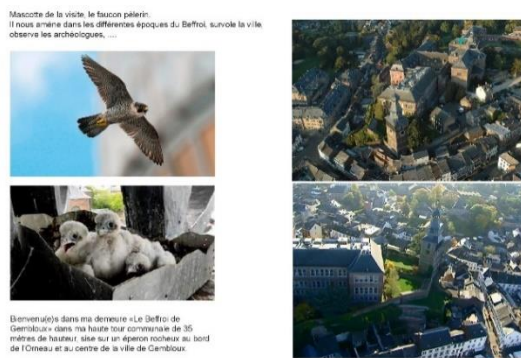 Mascotte de la visite, le faucon pèlerin.
Il nous amène dans les différentes époques du Beffroi, survole la ville,
observe les archéologues, ....
Bienvenu(e)s dans ma demeure «Le Beffroi de
Gembloux» dans ma haute tour communale de 35
mètres de hauteur, sise sur un éperon rocheux au bord
de l'Orneau et au centre de la ville de Gembloux.